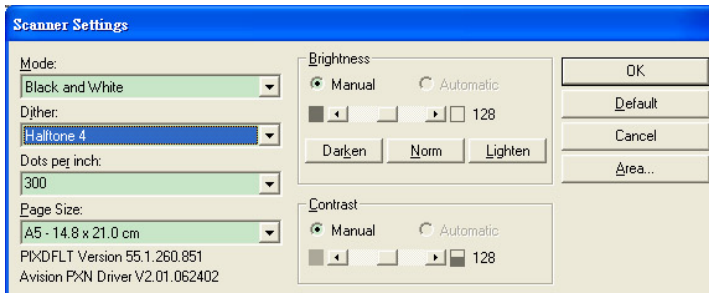 Scanner Settings
Mode:
Black and White
Dither:
Halftone 4
Dots per inch:
300
Page Size:
A5 - 14.8 x 21.0 cm
PIXDFLT Version 55.1.260.851
Avision PXN Driver V2.01.062402
Brightness
Manual Automatic
128
Darken Norm Lighten
Contrast
Manual Automatic
128
OK
Default
Cancel
Area...